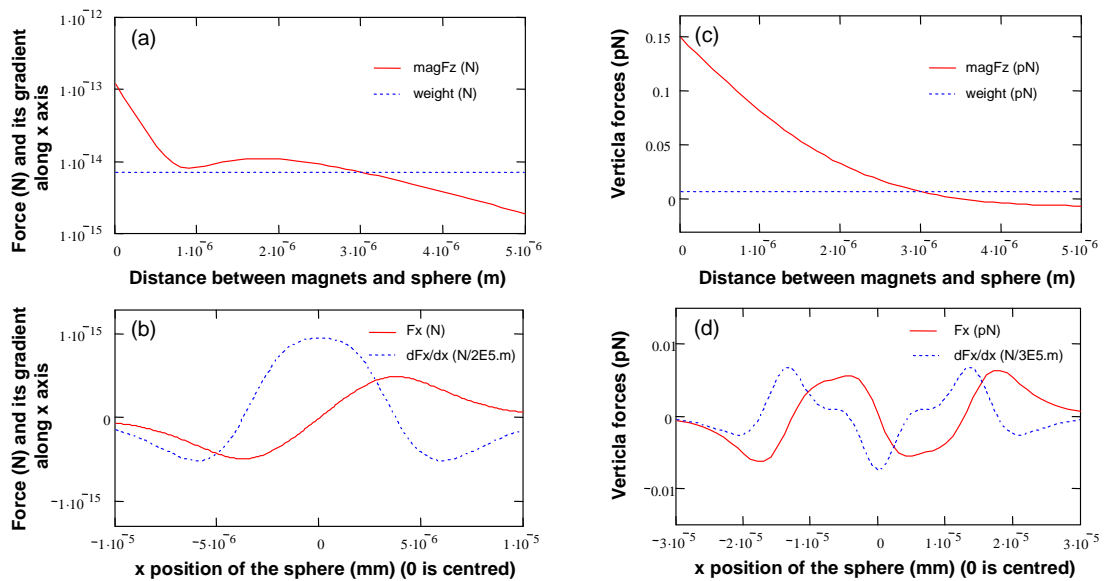 (a)
Force (N) and its gradient
along x axis
1·10⁻¹²
1·10⁻¹³
1·10⁻¹⁴
1·10⁻¹⁵
magFz (N)
weight (N)
0
1·10⁻⁶
2·10⁻⁶
3·10⁻⁶
4·10⁻⁶
5·10⁻⁶
Distance between magnets and sphere (m)
(c)
Verticla forces (pN)
0.15
0.1
0.05
0
magFz (pN)
weight (pN)
0
1·10⁻⁶
2·10⁻⁶
3·10⁻⁶
4·10⁻⁶
5·10⁻⁶
Distance between magnets and sphere (m)
(b)
Force (N) and its gradient
along x axis
1·10⁻¹⁵
0
−1·10⁻¹⁵
Fx (N)
dFx/dx (N/2E5.m)
−1·10⁻⁵
−5·10⁻⁶
0
5·10⁻⁶
1·10⁻⁵
x position of the sphere (mm) (0 is centred)
(d)
Verticla forces (pN)
0.01
0
−0.01
Fx (pN)
dFx/dx (N/3E5.m)
−3·10⁻⁵
−2·10⁻⁵
−1·10⁻⁵
0
1·10⁻⁵
2·10⁻⁵
3·10⁻⁵
x position of the sphere (mm) (0 is centred)